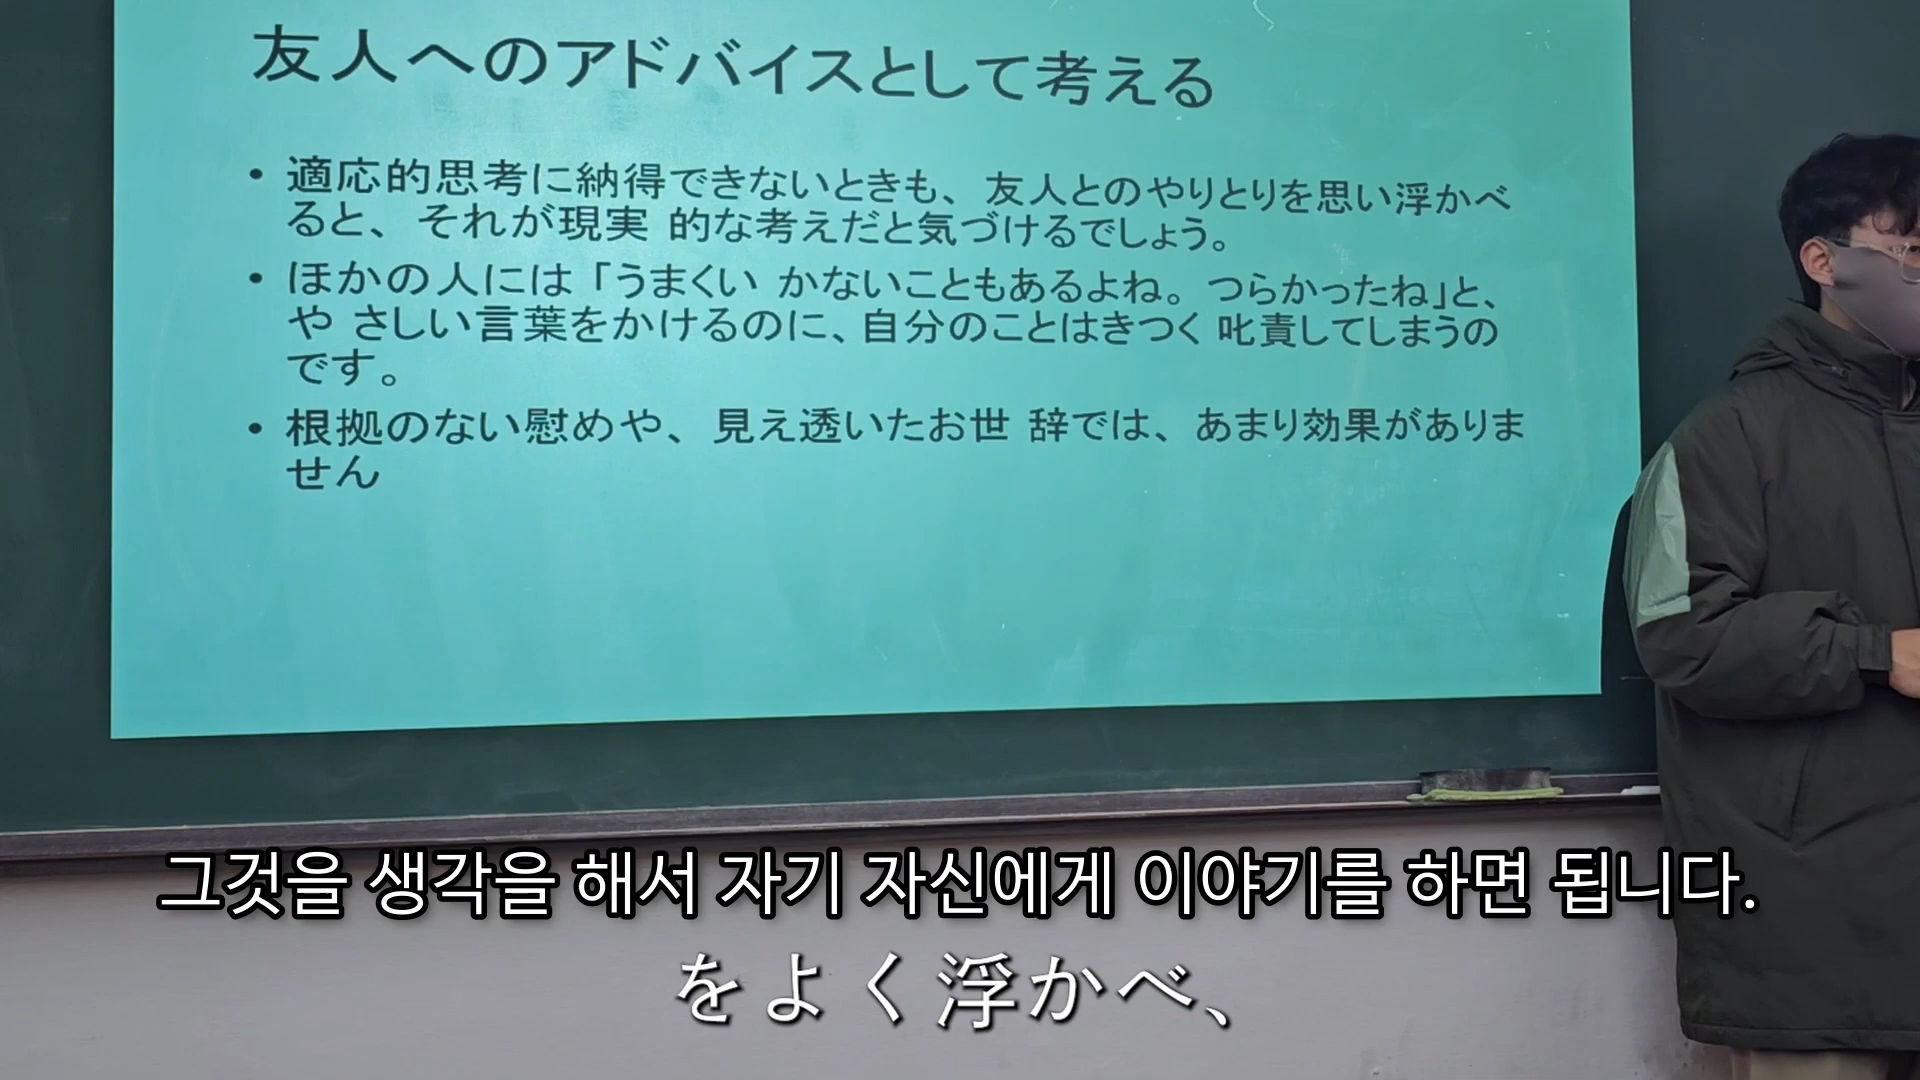 友人へのアドバイスとして考える
• 適応的思考に納得できないときも、友人とのやりとりを思い浮かべ
ると、それが現実 的な考えだと気づけるでしょう。
• ほかの人には「うまくい かないこともあるよね。つらかったね」と、
や さしい言葉をかけるのに、自分のことはきつく 叱責してしまうの
です。
• 根拠のない慰めや、見え透いたお世 辞では、あまり効果がありま
せん
그것을 생각을 해서 자기 자신에게 이야기를 하면 됩니다.
をよく浮かべ、